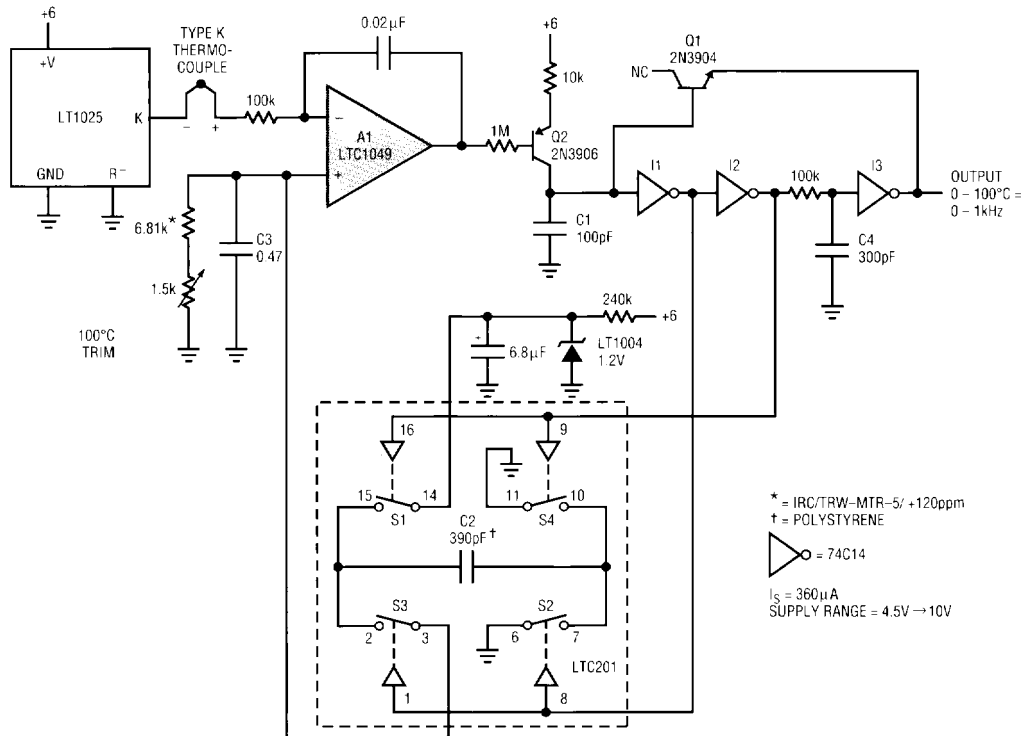 +6
+V
LT1025
K
GND
R–
TYPE K
THERMO-
COUPLE
–
+
100k
0.02µF
–
A1
LTC1049
+
6.81k*
1.5k
100°C
TRIM
C3
0.47
1M
+6
10k
Q2
2N3906
C1
100pF
Q1
2N3904
NC
I1
I2
100k
I3
C4
300pF
OUTPUT
0 – 100°C =
0 – 1kHz
+
6.8µF
LT1004
1.2V
240k
+6
16
9
15
14
S1
11
10
S4
C2
390pF†
S3
2
3
S2
6
7
1
8
LTC201
* = IRC/TRW–MTR–5/ +120ppm
† = POLYSTYRENE
= 74C14
IS = 360µA
SUPPLY RANGE = 4.5V → 10V